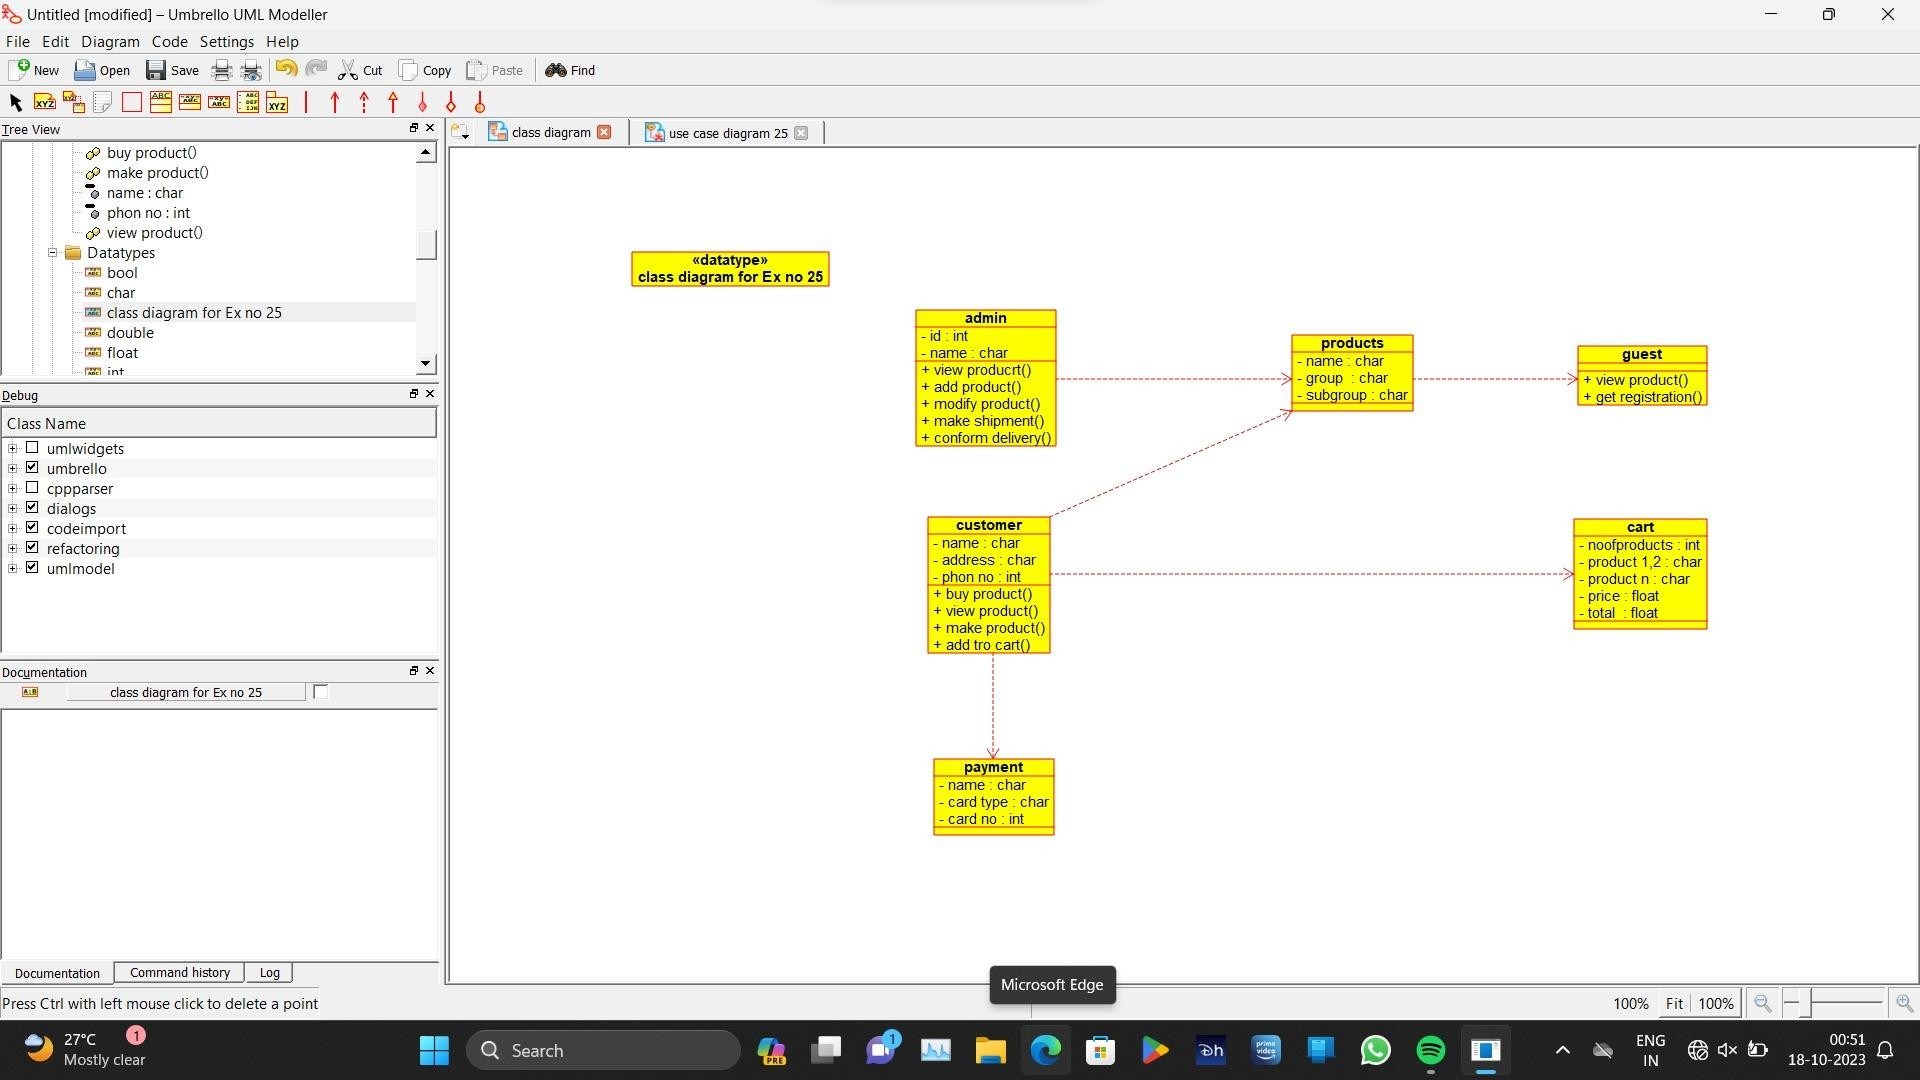 Untitled [modified] – Umbrello UML Modeller
File Edit Diagram Code Settings Help
New Open Save Cut Copy Paste Find
Tree View
class diagram
use case diagram 25
buy product()
make product()
name : char
phon no : int
view product()
Datatypes
bool
char
class diagram for Ex no 25
double
float
int
Debug
Class Name
umlwidgets
umbrello
cppparser
dialogs
codeimport
refactoring
umlmodel
Documentation
class diagram for Ex no 25
Documentation Command history Log
Press Ctrl with left mouse click to delete a point
«datatype»
class diagram for Ex no 25
admin
- id : int
- name : char
+ view producrt()
+ add product()
+ modify product()
+ make shipment()
+ conform delivery()
products
- name : char
- group  : char
- subgroup : char
guest
+ view product()
+ get registration()
customer
- name : char
- address : char
- phon no : int
+ buy product()
+ view product()
+ make product()
+ add tro cart()
cart
- noofproducts : int
- product 1,2 : char
- product n : char
- price : float
- total  : float
payment
- name : char
- card type : char
- card no : int
Microsoft Edge
100% Fit 100%
27°C
Mostly clear
1
Search
PRE
1
dh
prime video
ENG
IN
00:51
18-10-2023